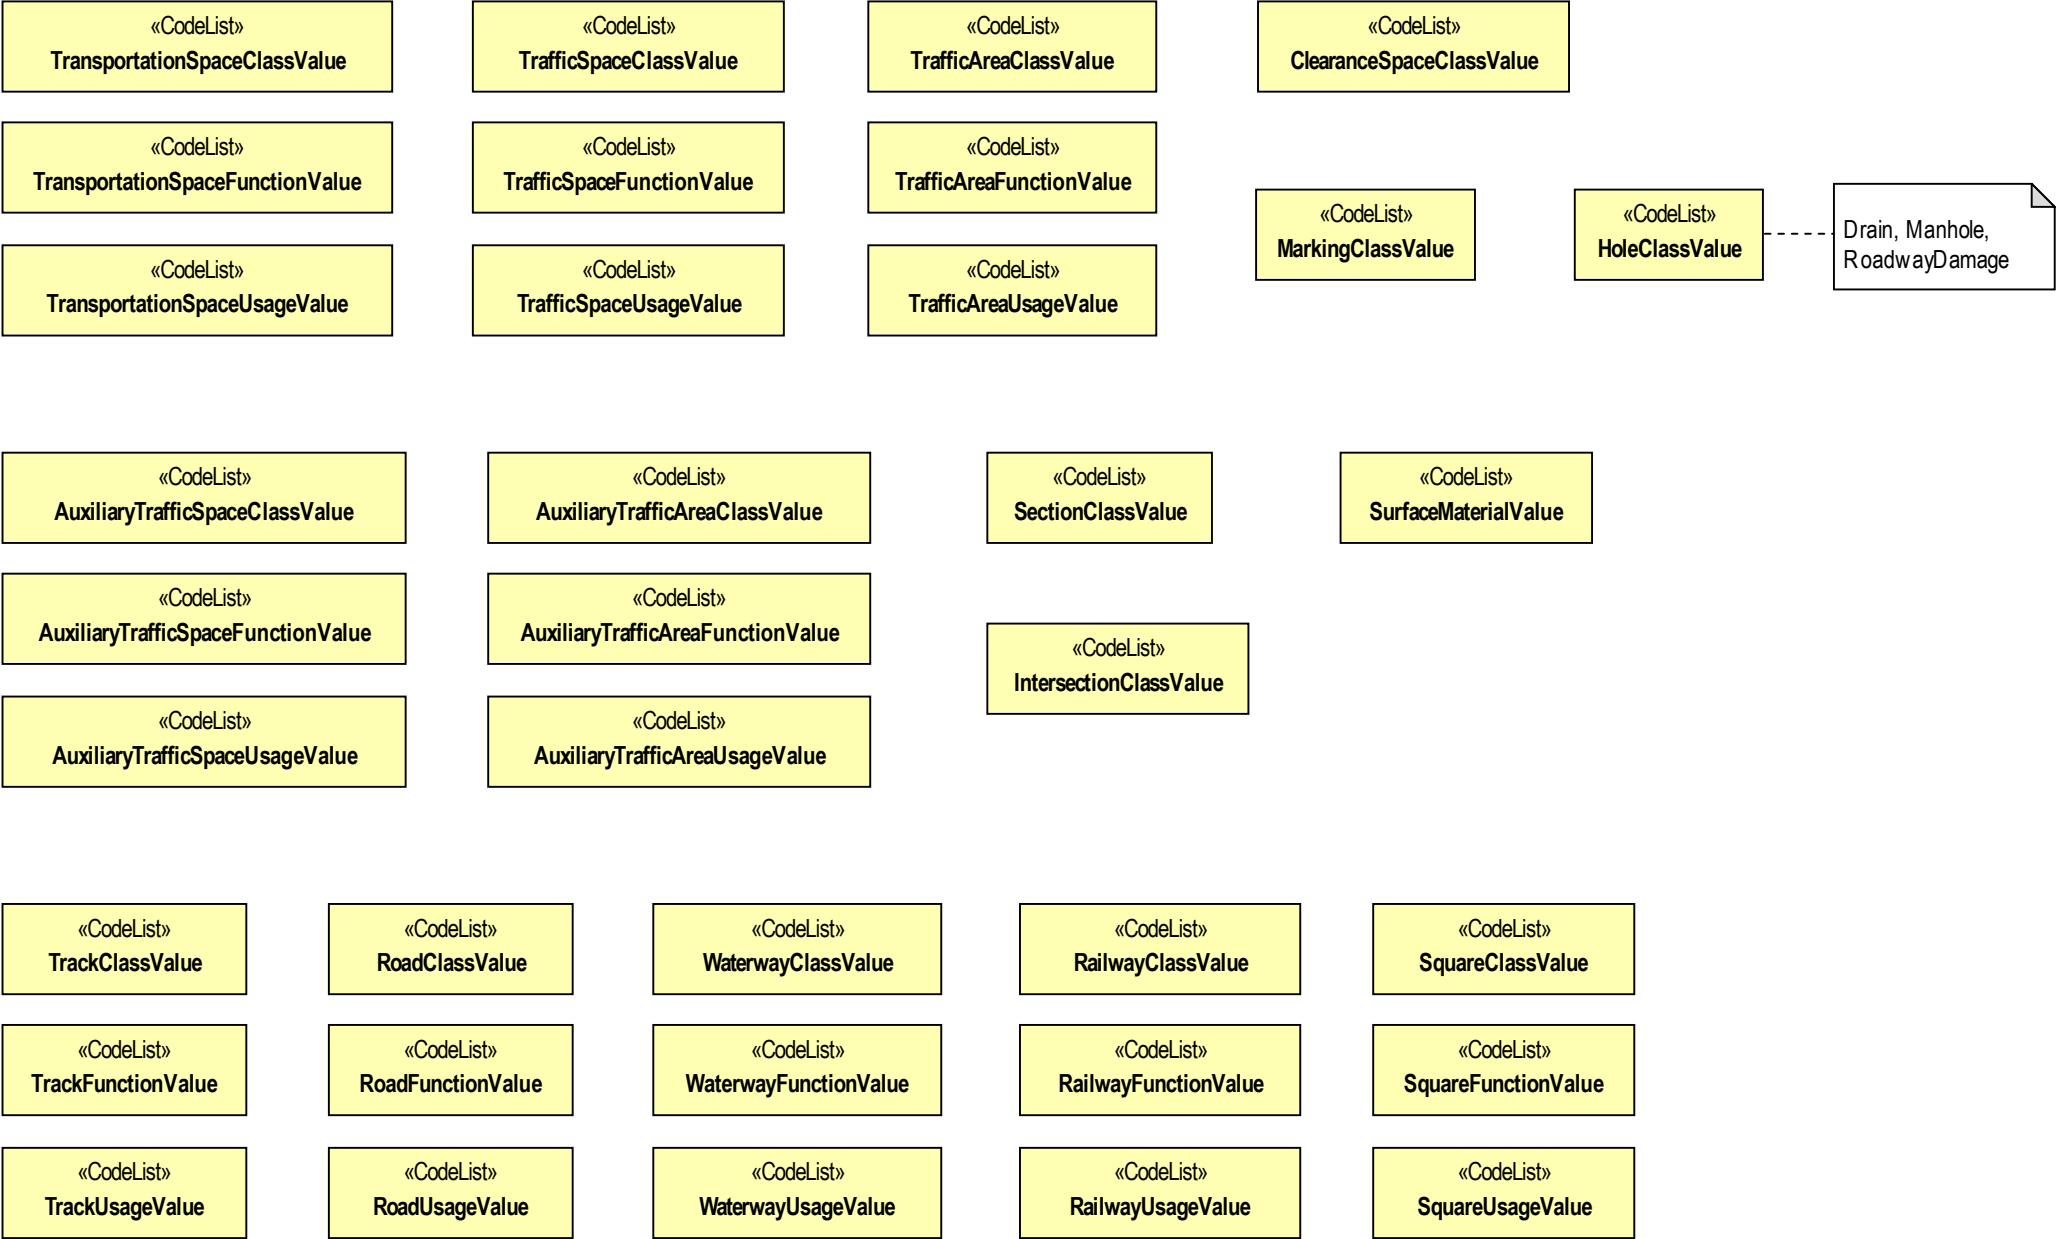 «CodeList»
TransportationSpaceClassValue
«CodeList»
TrafficSpaceClassValue
«CodeList»
TrafficAreaClassValue
«CodeList»
ClearanceSpaceClassValue
«CodeList»
TransportationSpaceFunctionValue
«CodeList»
TrafficSpaceFunctionValue
«CodeList»
TrafficAreaFunctionValue
«CodeList»
MarkingClassValue
«CodeList»
HoleClassValue
Drain, Manhole,
RoadwayDamage
«CodeList»
TransportationSpaceUsageValue
«CodeList»
TrafficSpaceUsageValue
«CodeList»
TrafficAreaUsageValue
«CodeList»
AuxiliaryTrafficSpaceClassValue
«CodeList»
AuxiliaryTrafficAreaClassValue
«CodeList»
SectionClassValue
«CodeList»
SurfaceMaterialValue
«CodeList»
AuxiliaryTrafficSpaceFunctionValue
«CodeList»
AuxiliaryTrafficAreaFunctionValue
«CodeList»
IntersectionClassValue
«CodeList»
AuxiliaryTrafficSpaceUsageValue
«CodeList»
AuxiliaryTrafficAreaUsageValue
«CodeList»
TrackClassValue
«CodeList»
RoadClassValue
«CodeList»
WaterwayClassValue
«CodeList»
RailwayClassValue
«CodeList»
SquareClassValue
«CodeList»
TrackFunctionValue
«CodeList»
RoadFunctionValue
«CodeList»
WaterwayFunctionValue
«CodeList»
RailwayFunctionValue
«CodeList»
SquareFunctionValue
«CodeList»
TrackUsageValue
«CodeList»
RoadUsageValue
«CodeList»
WaterwayUsageValue
«CodeList»
RailwayUsageValue
«CodeList»
SquareUsageValue